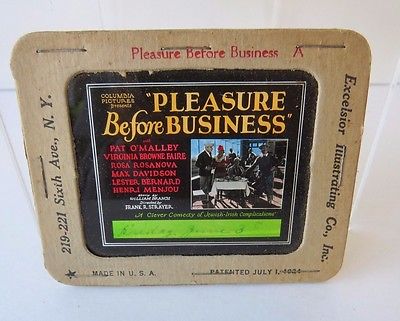 Pleasure Before Business A
219-221 Sixth Ave., N. Y.
Excelsior Illustrating Co., Inc.
COLUMBIA
PICTURES
Presents
"PLEASURE
Before BUSINESS"
with
PAT O'MALLEY
VIRGINIA BROWNE FAIRE
ROSA ROSANOVA
MAX DAVIDSON
LESTER BERNARD
HENRI MENJOU
WILLIAM BRANCH
Directed by
FRANK R. STRAYER
A Clever Comedy of Jewish-Irish Complications
June
MADE IN U. S. A.
PATENTED JULY 1, 1924